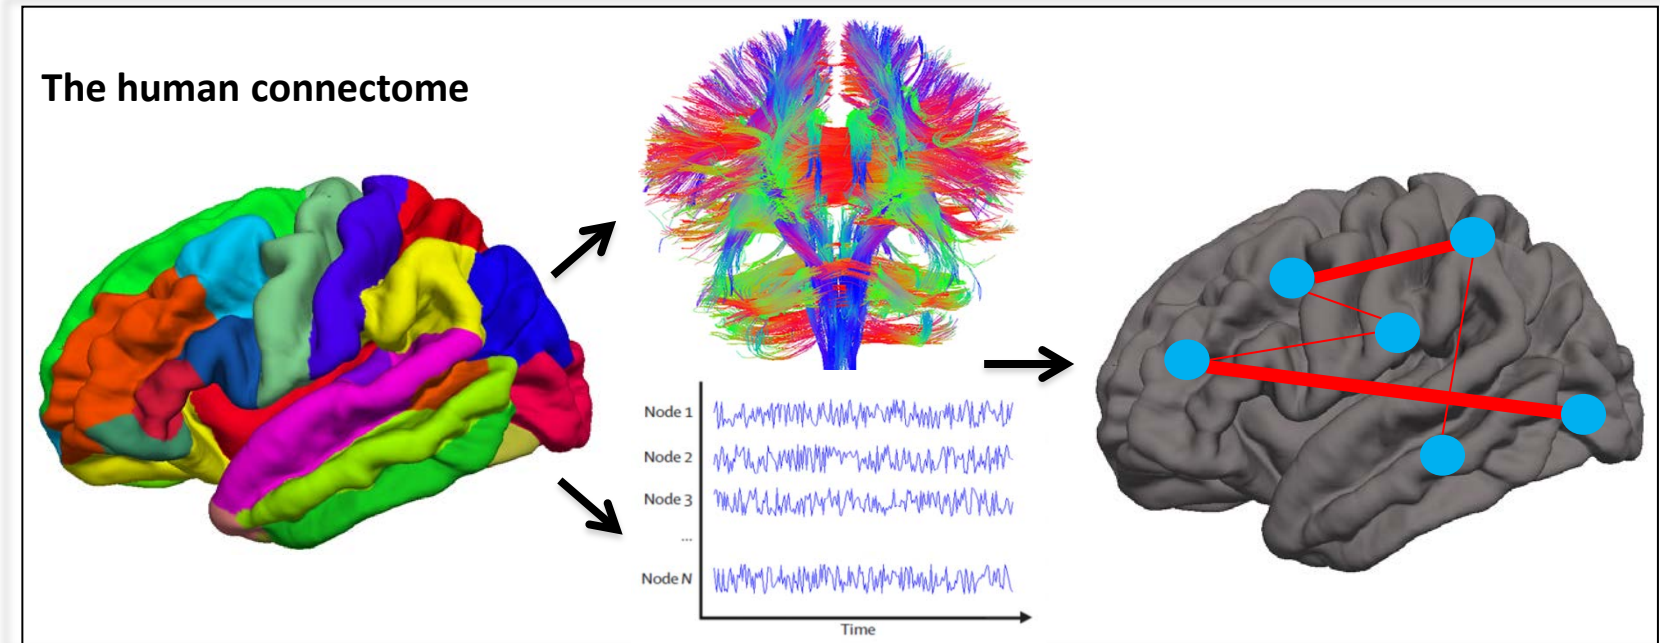 The human connectome
Node 1
Node 2
Node 3
...
Node N
Time